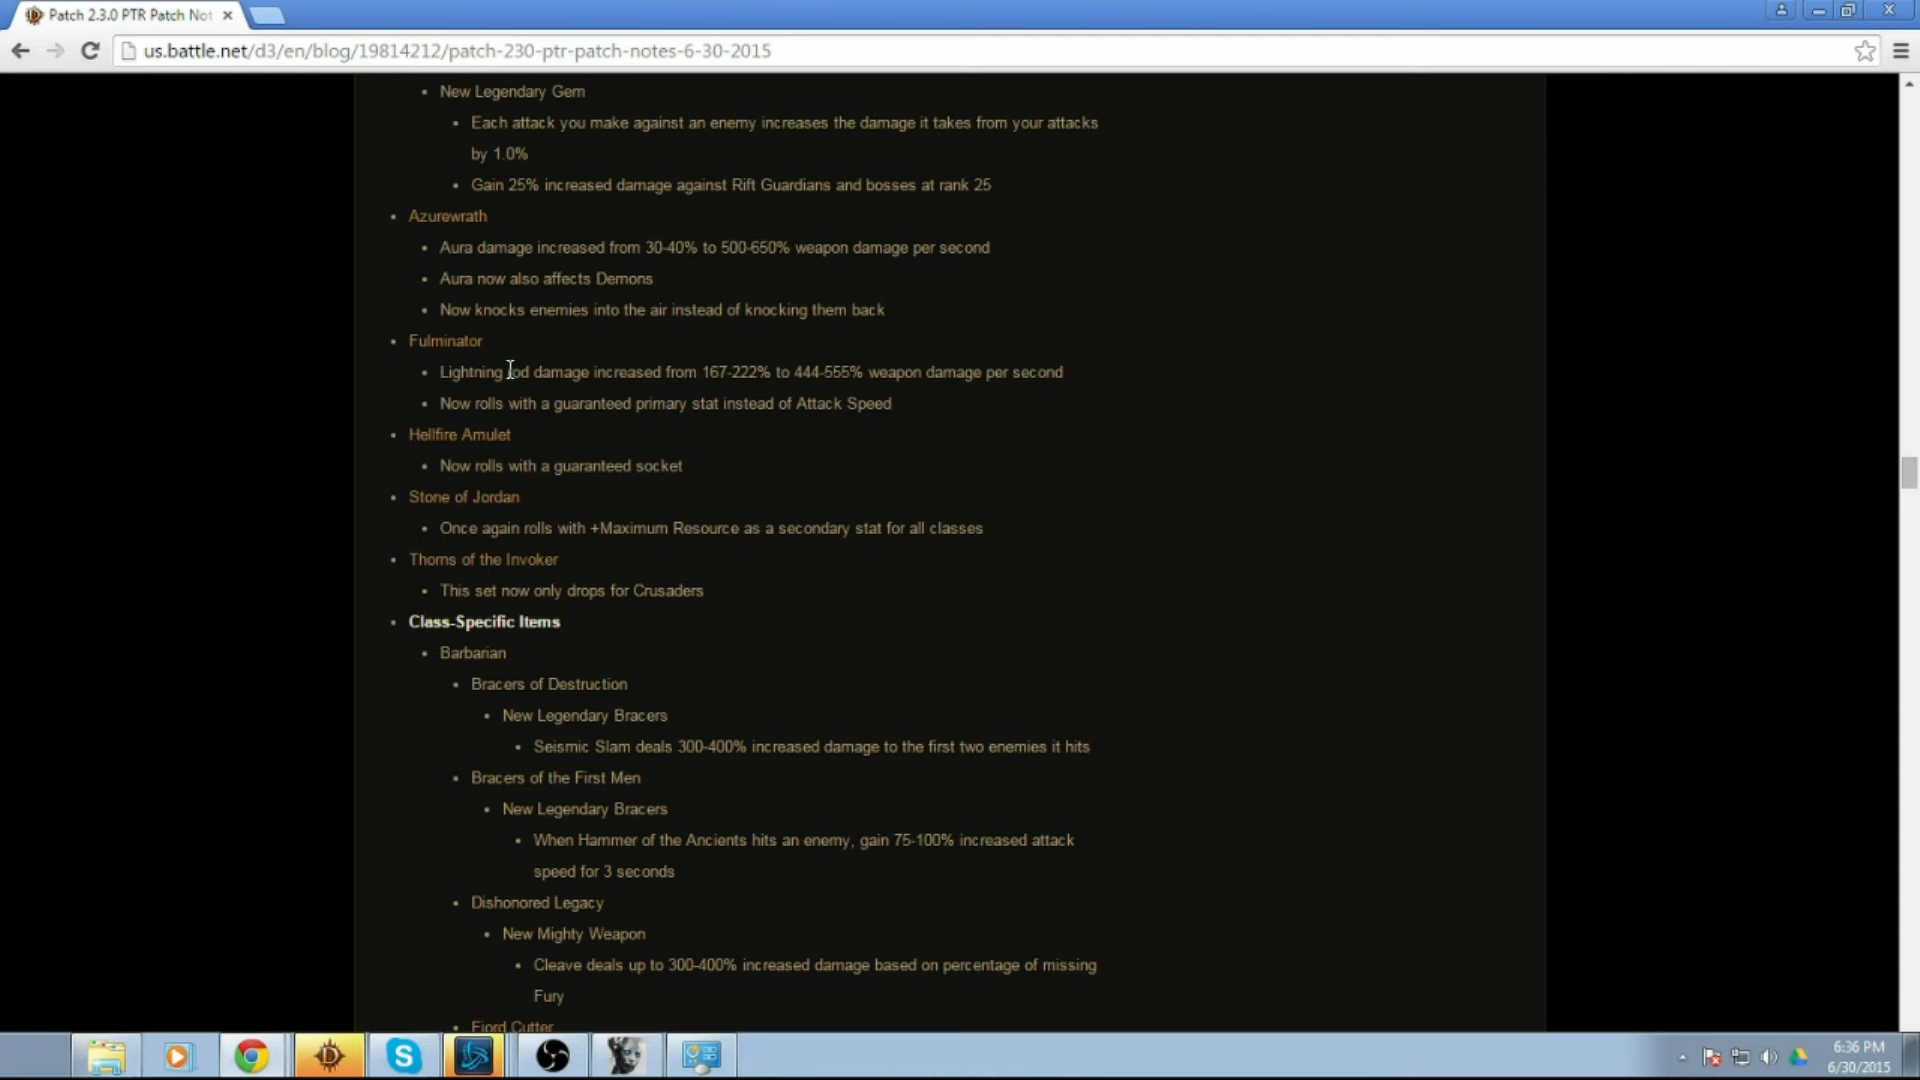 Patch 2.3.0 PTR Patch Not
us.battle.net/d3/en/blog/19814212/patch-230-ptr-patch-notes-6-30-2015
New Legendary Gem
Each attack you make against an enemy increases the damage it takes from your attacks
by 1.0%
Gain 25% increased damage against Rift Guardians and bosses at rank 25
Azurewrath
Aura damage increased from 30-40% to 500-650% weapon damage per second
Aura now also affects Demons
Now knocks enemies into the air instead of knocking them back
Fulminator
Lightning rod damage increased from 167-222% to 444-555% weapon damage per second
Now rolls with a guaranteed primary stat instead of Attack Speed
Hellfire Amulet
Now rolls with a guaranteed socket
Stone of Jordan
Once again rolls with +Maximum Resource as a secondary stat for all classes
Thorns of the Invoker
This set now only drops for Crusaders
Class-Specific Items
Barbarian
Bracers of Destruction
New Legendary Bracers
Seismic Slam deals 300-400% increased damage to the first two enemies it hits
Bracers of the First Men
New Legendary Bracers
When Hammer of the Ancients hits an enemy, gain 75-100% increased attack
speed for 3 seconds
Dishonored Legacy
New Mighty Weapon
Cleave deals up to 300-400% increased damage based on percentage of missing
Fury
Fjord Cutter
6:36 PM
6/30/2015